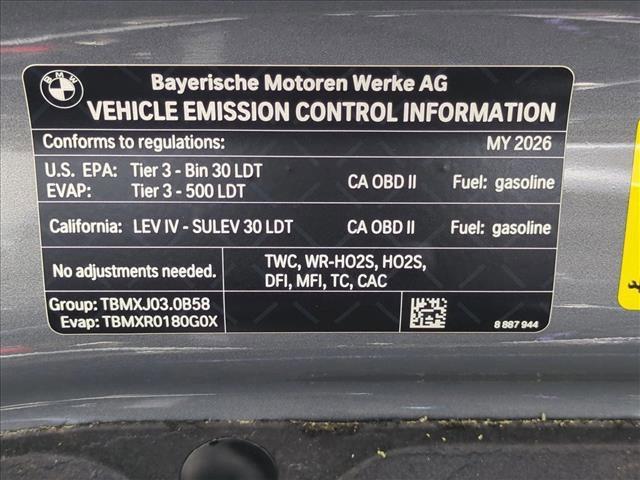 BMW
Bayerische Motoren Werke AG
VEHICLE EMISSION CONTROL INFORMATION
Conforms to regulations: MY 2026
U.S. EPA: Tier 3 - Bin 30 LDT
EVAP: Tier 3 - 500 LDT CA OBD II Fuel: gasoline
California: LEV IV - SULEV 30 LDT CA OBD II Fuel: gasoline
No adjustments needed. TWC, WR-HO2S, HO2S,
DFI, MFI, TC, CAC
Group: TBMXJ03.0B58
Evap: TBMXR0180G0X 8 887 944